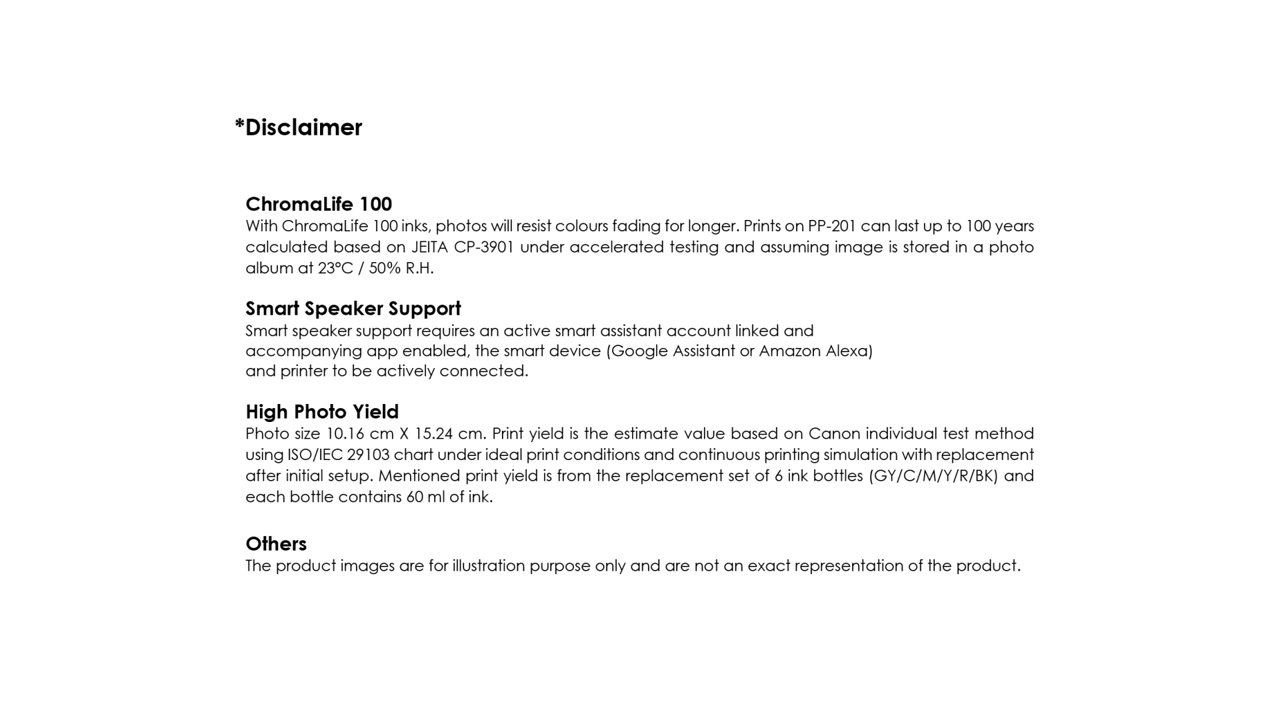 *Disclaimer
ChromaLife 100
With ChromaLife 100 inks, photos will resist colours fading for longer. Prints on PP-201 can last up to 100 years
calculated based on JEITA CP-3901 under accelerated testing and assuming image is stored in a photo
album at 23°C / 50% R.H.
Smart Speaker Support
Smart speaker support requires an active smart assistant account linked and
accompanying app enabled, the smart device (Google Assistant or Amazon Alexa)
and printer to be actively connected.
High Photo Yield
Photo size 10.16 cm X 15.24 cm. Print yield is the estimate value based on Canon individual test method
using ISO/IEC 29103 chart under ideal print conditions and continuous printing simulation with replacement
after initial setup. Mentioned print yield is from the replacement set of 6 ink bottles (GY/C/M/Y/R/BK) and
each bottle contains 60 ml of ink.
Others
The product images are for illustration purpose only and are not an exact representation of the product.